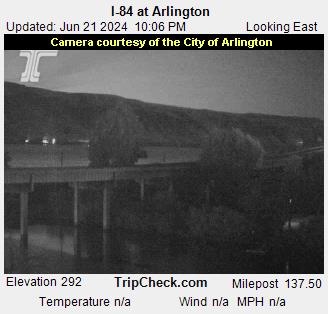 I-84 at Arlington
Updated: Jun 21 2024 10:06 PM Looking East
Camera courtesy of the City of Arlington
Elevation 292 TripCheck.com Milepost 137.50
Temperature n/a Wind n/a MPH n/a